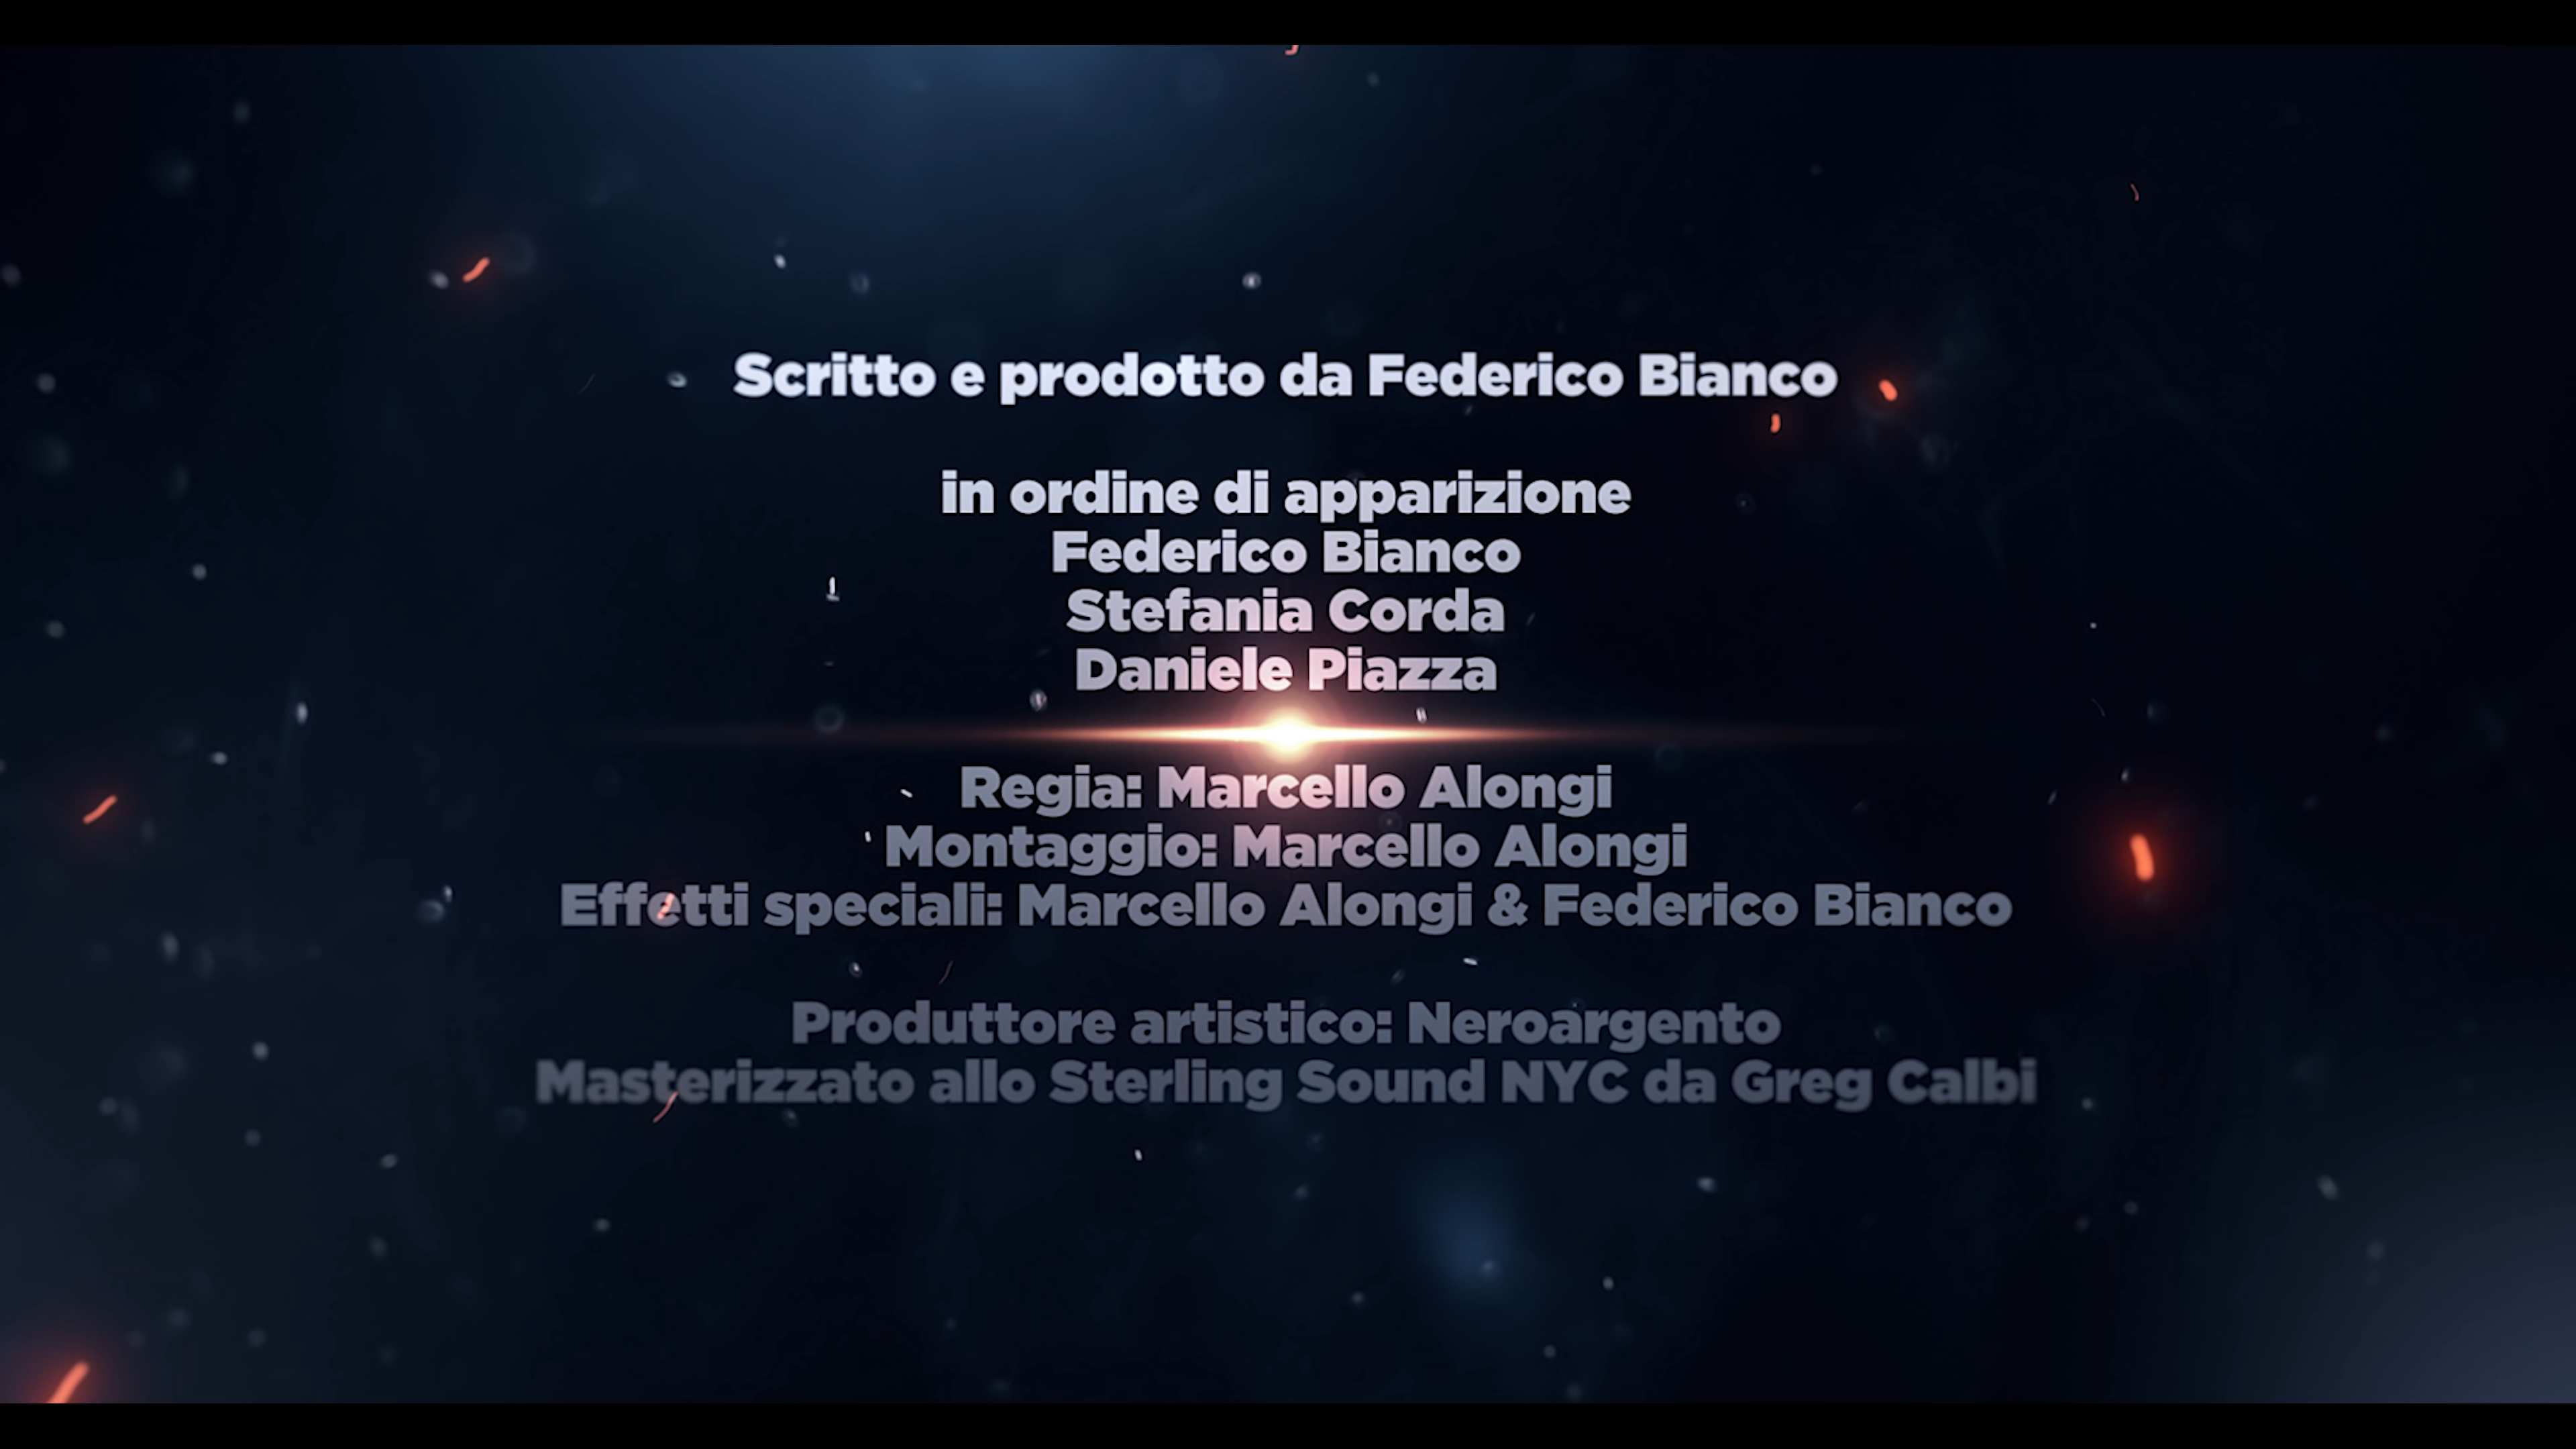 Scritto e prodotto da Federico Bianco
in ordine di apparizione
Federico Bianco
Stefania Corda
Daniele Piazza
Regia: Marcello Alongi
Montaggio: Marcello Alongi
Effetti speciali: Marcello Alongi & Federico Bianco
Produttore artistico: Neroargento
Masterizzato allo Sterling Sound NYC da Greg Calbi